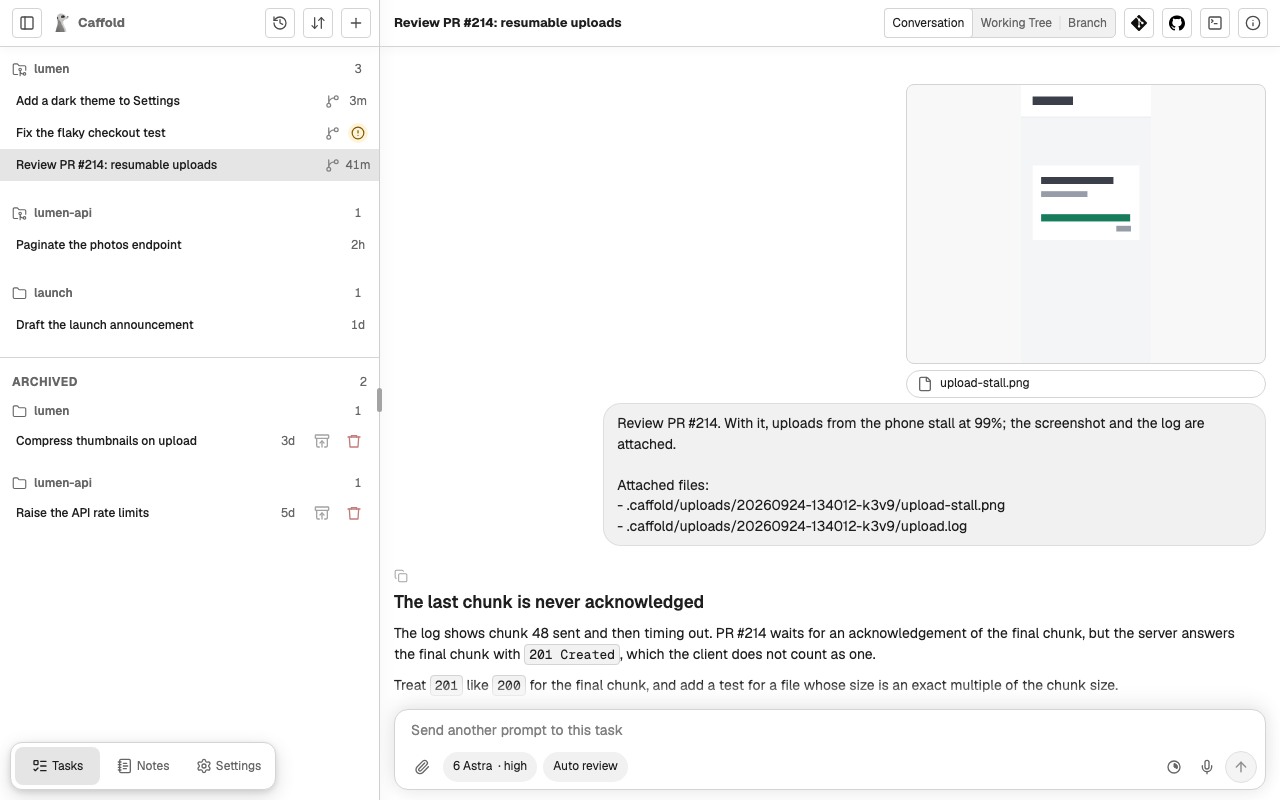 Caffold
lumen 3
Add a dark theme to Settings 3m
Fix the flaky checkout test
Review PR #214: resumable uploads 41m
lumen-api 1
Paginate the photos endpoint 2h
launch 1
Draft the launch announcement 1d
ARCHIVED 2
lumen 1
Compress thumbnails on upload 3d
lumen-api 1
Raise the API rate limits 5d
Tasks Notes Settings
Review PR #214: resumable uploads
Conversation Working Tree Branch
upload-stall.png
Review PR #214. With it, uploads from the phone stall at 99%; the screenshot and the log are
attached.
Attached files:
- .caffold/uploads/20260924-134012-k3v9/upload-stall.png
- .caffold/uploads/20260924-134012-k3v9/upload.log
The last chunk is never acknowledged
The log shows chunk 48 sent and then timing out. PR #214 waits for an acknowledgement of the final chunk, but the server answers
the final chunk with 201 Created, which the client does not count as one.
Treat 201 like 200 for the final chunk, and add a test for a file whose size is an exact multiple of the chunk size.
Send another prompt to this task
6 Astra · high Auto review